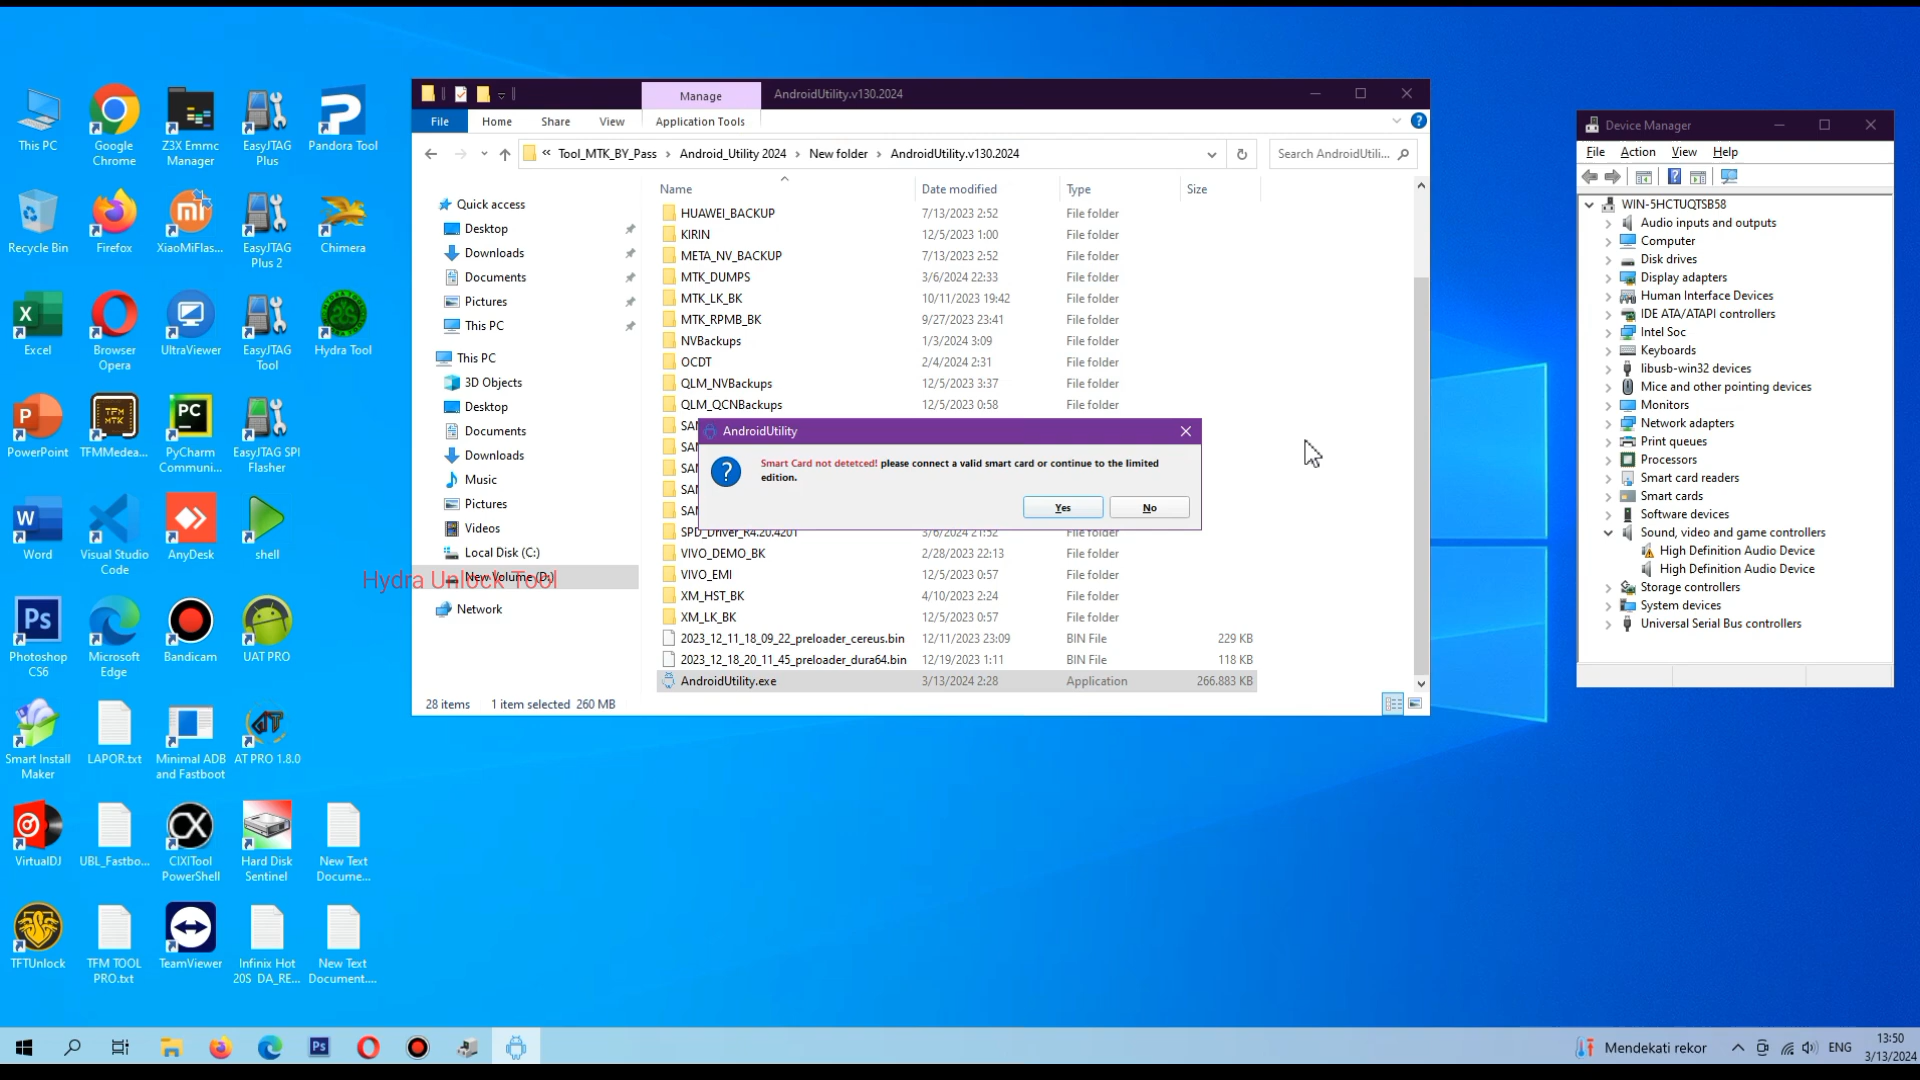 This PC
Google
Chrome
Z3X Emmc
Manager
EasyJTAG
Plus
Pandora Tool
Recycle Bin
Firefox
XiaoMiFlas...
EasyJTAG
Plus 2
Chimera
Excel
Browser
Opera
UltraViewer
EasyJTAG
Tool
Hydra Tool
PowerPoint
TFMMedea...
PyCharm
Communi...
EasyJTAG SPI
Flasher
Word
Visual Studio
Code
AnyDesk
shell
Photoshop
CS6
Microsoft
Edge
Bandicam
UAT PRO
Smart Install
Maker
LAPOR.txt
Minimal ADB
and Fastboot
AT PRO 1.8.0
VirtualDJ
UBL_Fastbo...
CIXITool
PowerShell
Hard Disk
Sentinel
New Text
Docume...
TFTUnlock
TFM TOOL
PRO.txt
TeamViewer
Infinix Hot
20S DA_RE...
New Text
Document....
Manage
AndroidUtility.v130.2024
File
Home
Share
View
Application Tools
« Tool_MTK_BY_Pass › Android_Utility 2024 › New folder › AndroidUtility.v130.2024
Search AndroidUtili...
Quick access
Desktop
Downloads
Documents
Pictures
This PC
This PC
3D Objects
Desktop
Documents
Downloads
Music
Pictures
Videos
Local Disk (C:)
New Volume (D:)
Network
Hydra Unlock Tool
Name Date modified Type Size
HUAWEI_BACKUP 7/13/2023 2:52 File folder
KIRIN 12/5/2023 1:00 File folder
META_NV_BACKUP 7/13/2023 2:52 File folder
MTK_DUMPS 3/6/2024 22:33 File folder
MTK_LK_BK 10/11/2023 19:42 File folder
MTK_RPMB_BK 9/27/2023 23:41 File folder
NVBackups 1/3/2024 3:09 File folder
OCDT 2/4/2024 2:31 File folder
QLM_NVBackups 12/5/2023 3:37 File folder
QLM_QCNBackups 12/5/2023 0:58 File folder
SAM
SAM
SAM
SAM
SAM
SPD_Driver_R4.20.4201 3/6/2024 21:52 File folder
VIVO_DEMO_BK 2/28/2023 22:13 File folder
VIVO_EMI 12/5/2023 0:57 File folder
XM_HST_BK 4/10/2023 2:24 File folder
XM_LK_BK 12/5/2023 0:57 File folder
2023_12_11_18_09_22_preloader_cereus.bin 12/11/2023 23:09 BIN File 229 KB
2023_12_18_20_11_45_preloader_dura64.bin 12/19/2023 1:11 BIN File 118 KB
AndroidUtility.exe 3/13/2024 2:28 Application 266.883 KB
28 items 1 item selected 260 MB
AndroidUtility
Smart Card not detetced! please connect a valid smart card or continue to the limited
edition.
Yes
No
Device Manager
File Action View Help
WIN-5HCTUQTSB58
Audio inputs and outputs
Computer
Disk drives
Display adapters
Human Interface Devices
IDE ATA/ATAPI controllers
Intel Soc
Keyboards
libusb-win32 devices
Mice and other pointing devices
Monitors
Network adapters
Print queues
Processors
Smart card readers
Smart cards
Software devices
Sound, video and game controllers
High Definition Audio Device
High Definition Audio Device
Storage controllers
System devices
Universal Serial Bus controllers
Mendekati rekor
ENG
13:50
3/13/2024